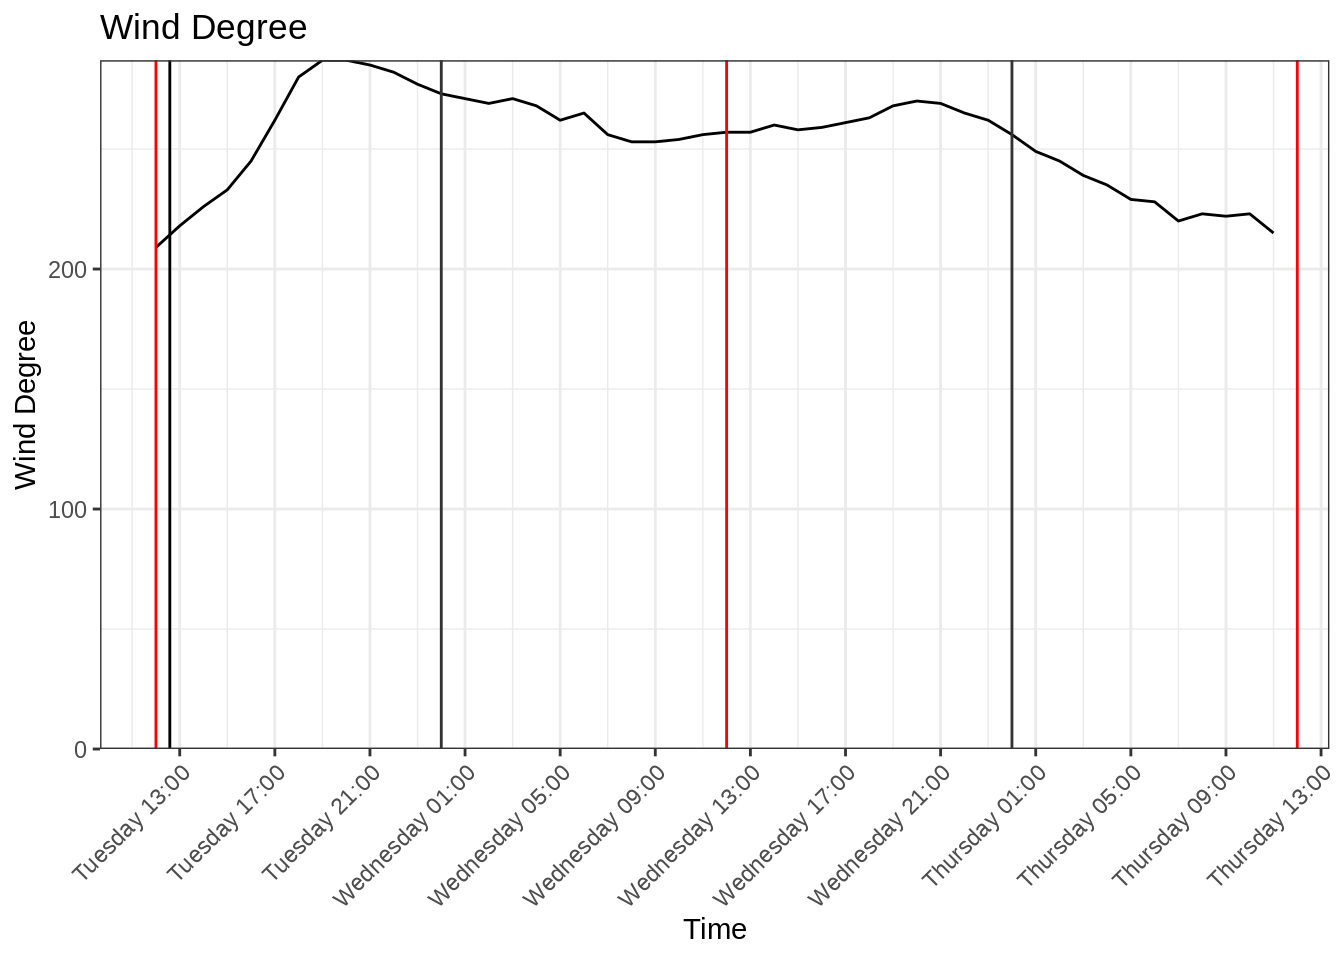 Wind Degree
Wind Degree
200
100
0
Tuesday 13:00
Tuesday 17:00
Tuesday 21:00
Wednesday 01:00
Wednesday 05:00
Wednesday 09:00
Wednesday 13:00
Wednesday 17:00
Wednesday 21:00
Thursday 01:00
Thursday 05:00
Thursday 09:00
Thursday 13:00
Time